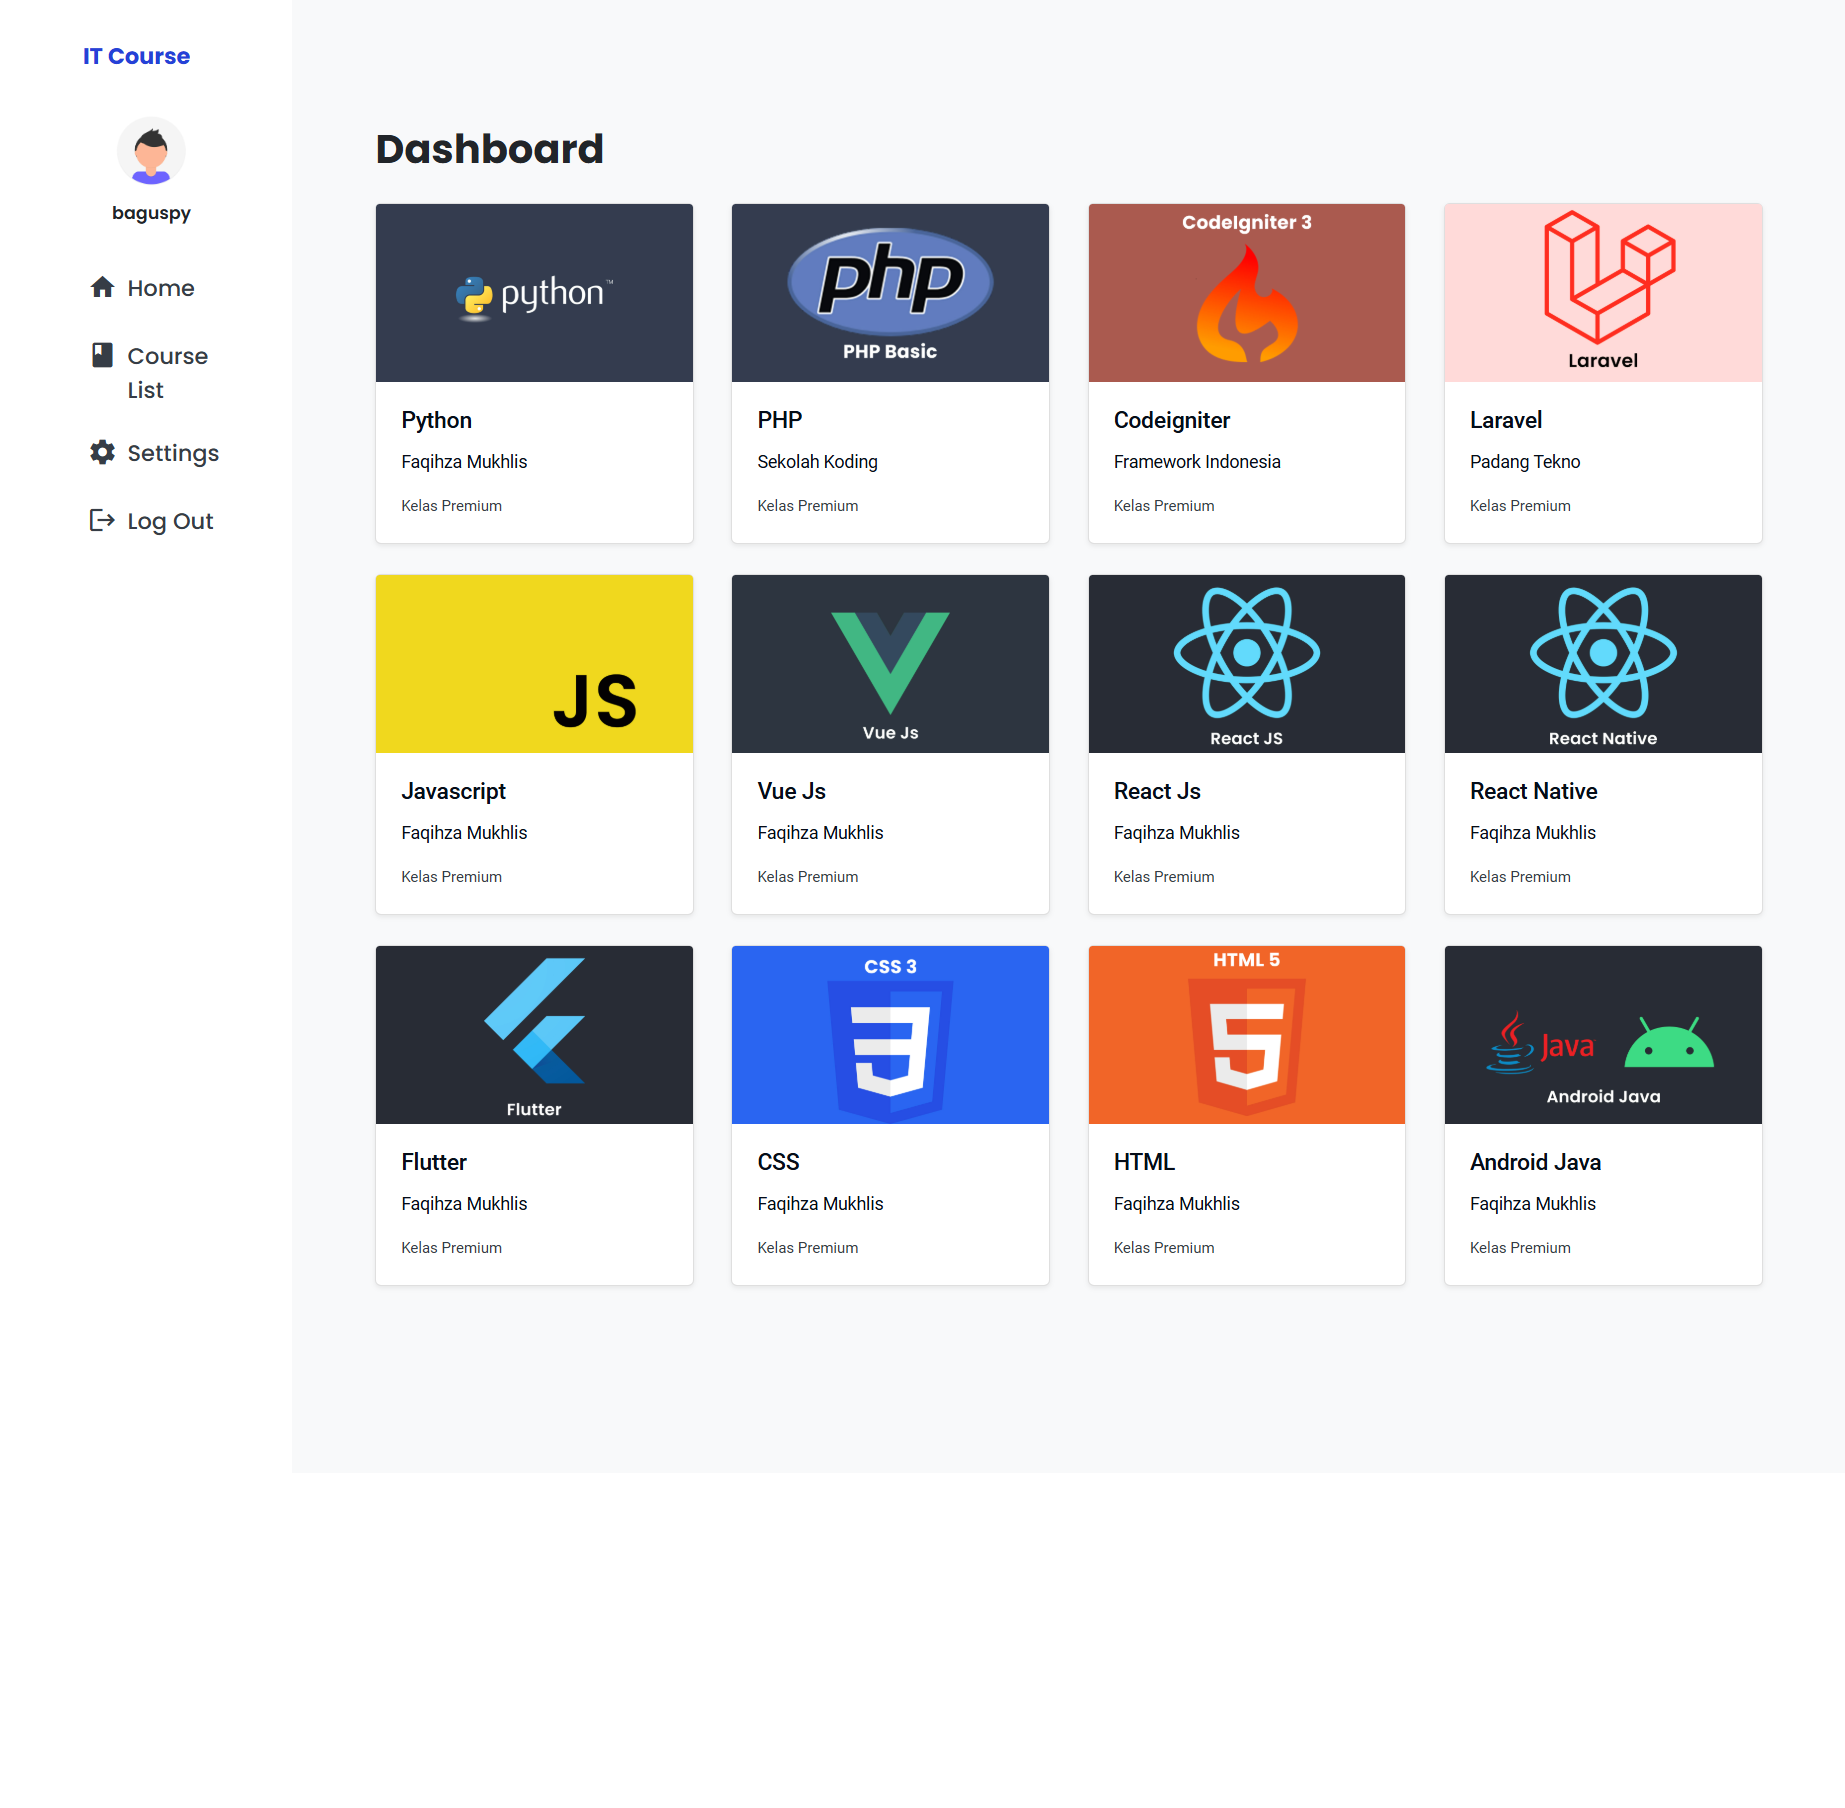 IT Course
baguspy
Home
Course
List
Settings
Log Out
Dashboard
python™
Python
Faqihza Mukhlis
Kelas Premium
php
PHP Basic
PHP
Sekolah Koding
Kelas Premium
CodeIgniter 3
Codeigniter
Framework Indonesia
Kelas Premium
Laravel
Laravel
Padang Tekno
Kelas Premium
JS
Javascript
Faqihza Mukhlis
Kelas Premium
Vue Js
Vue Js
Faqihza Mukhlis
Kelas Premium
React JS
React Js
Faqihza Mukhlis
Kelas Premium
React Native
React Native
Faqihza Mukhlis
Kelas Premium
Flutter
Flutter
Faqihza Mukhlis
Kelas Premium
CSS 3
3
CSS
Faqihza Mukhlis
Kelas Premium
HTML 5
5
HTML
Faqihza Mukhlis
Kelas Premium
Java
Android Java
Android Java
Faqihza Mukhlis
Kelas Premium